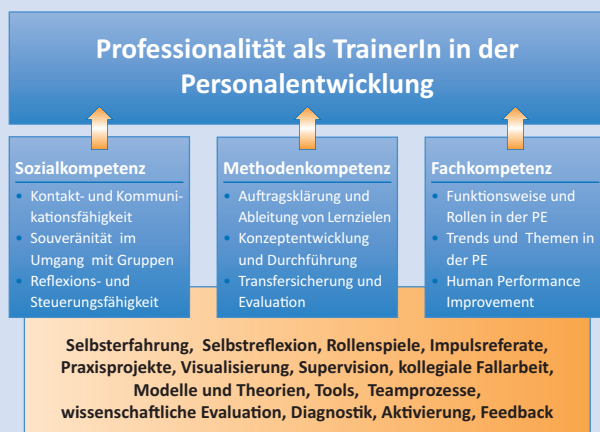 Professionalität als TrainerIn in der
Personalentwicklung
Sozialkompetenz
• Kontakt- und Kommuni-
kationsfähigkeit
• Souveränität im
Umgang mit Gruppen
• Reflexions- und
Steuerungsfähigkeit
Methodenkompetenz
• Auftragsklärung und
Ableitung von Lernzielen
• Konzeptentwicklung
und Durchführung
• Transfersicherung und
Evaluation
Fachkompetenz
• Funktionsweise und
Rollen in der PE
• Trends und Themen in
der PE
• Human Performance
Improvement
Selbsterfahrung, Selbstreflexion, Rollenspiele, Impulsreferate,
Praxisprojekte, Visualisierung, Supervision, kollegiale Fallarbeit,
Modelle und Theorien, Tools, Teamprozesse,
wissenschaftliche Evaluation, Diagnostik, Aktivierung, Feedback